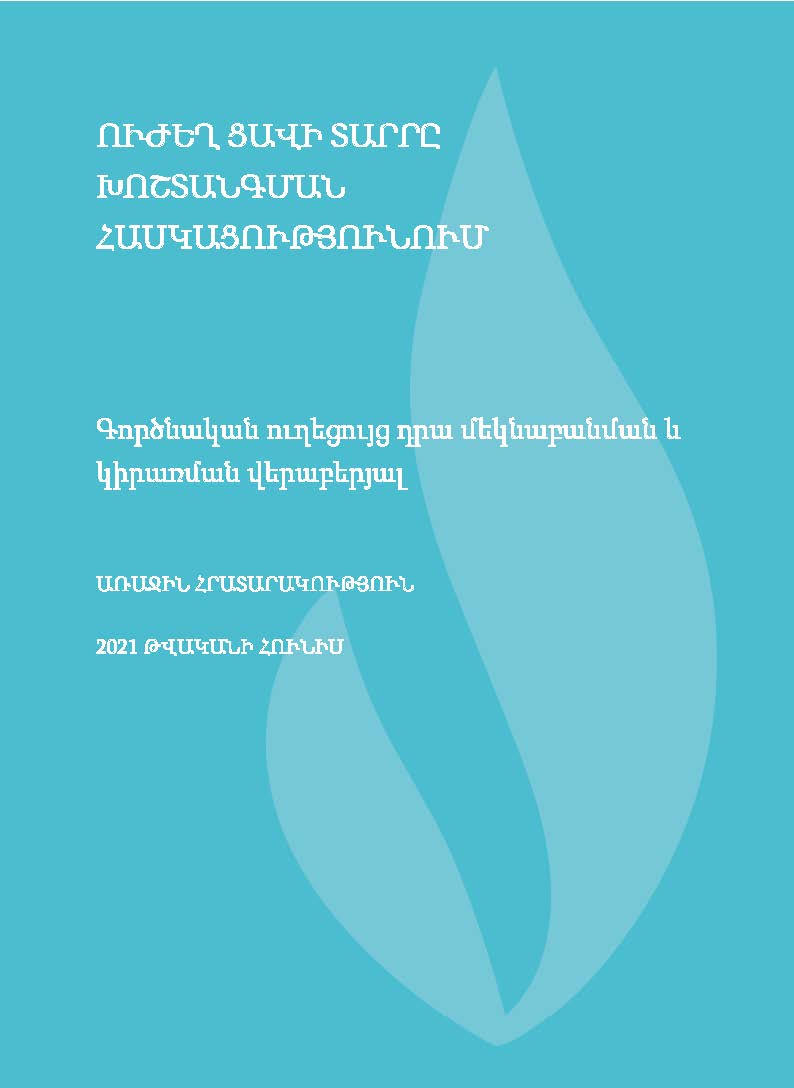 ՈՒԺԵՂ ՑԱՎԻ ՏԱՐՐԸ
ԽՈՇՏԱՆԳՄԱՆ
ՀԱՍԿԱՑՈՒԹՅՈՒՆՈՒՄ
Գործնական ուղեցույց դրա մեկնաբանման և
կիրառման վերաբերյալ
ԱՌԱՋԻՆ ՀՐԱՏԱՐԱԿՈՒԹՅՈՒՆ
2021 ԹՎԱԿԱՆԻ ՀՈՒՆԻՍ